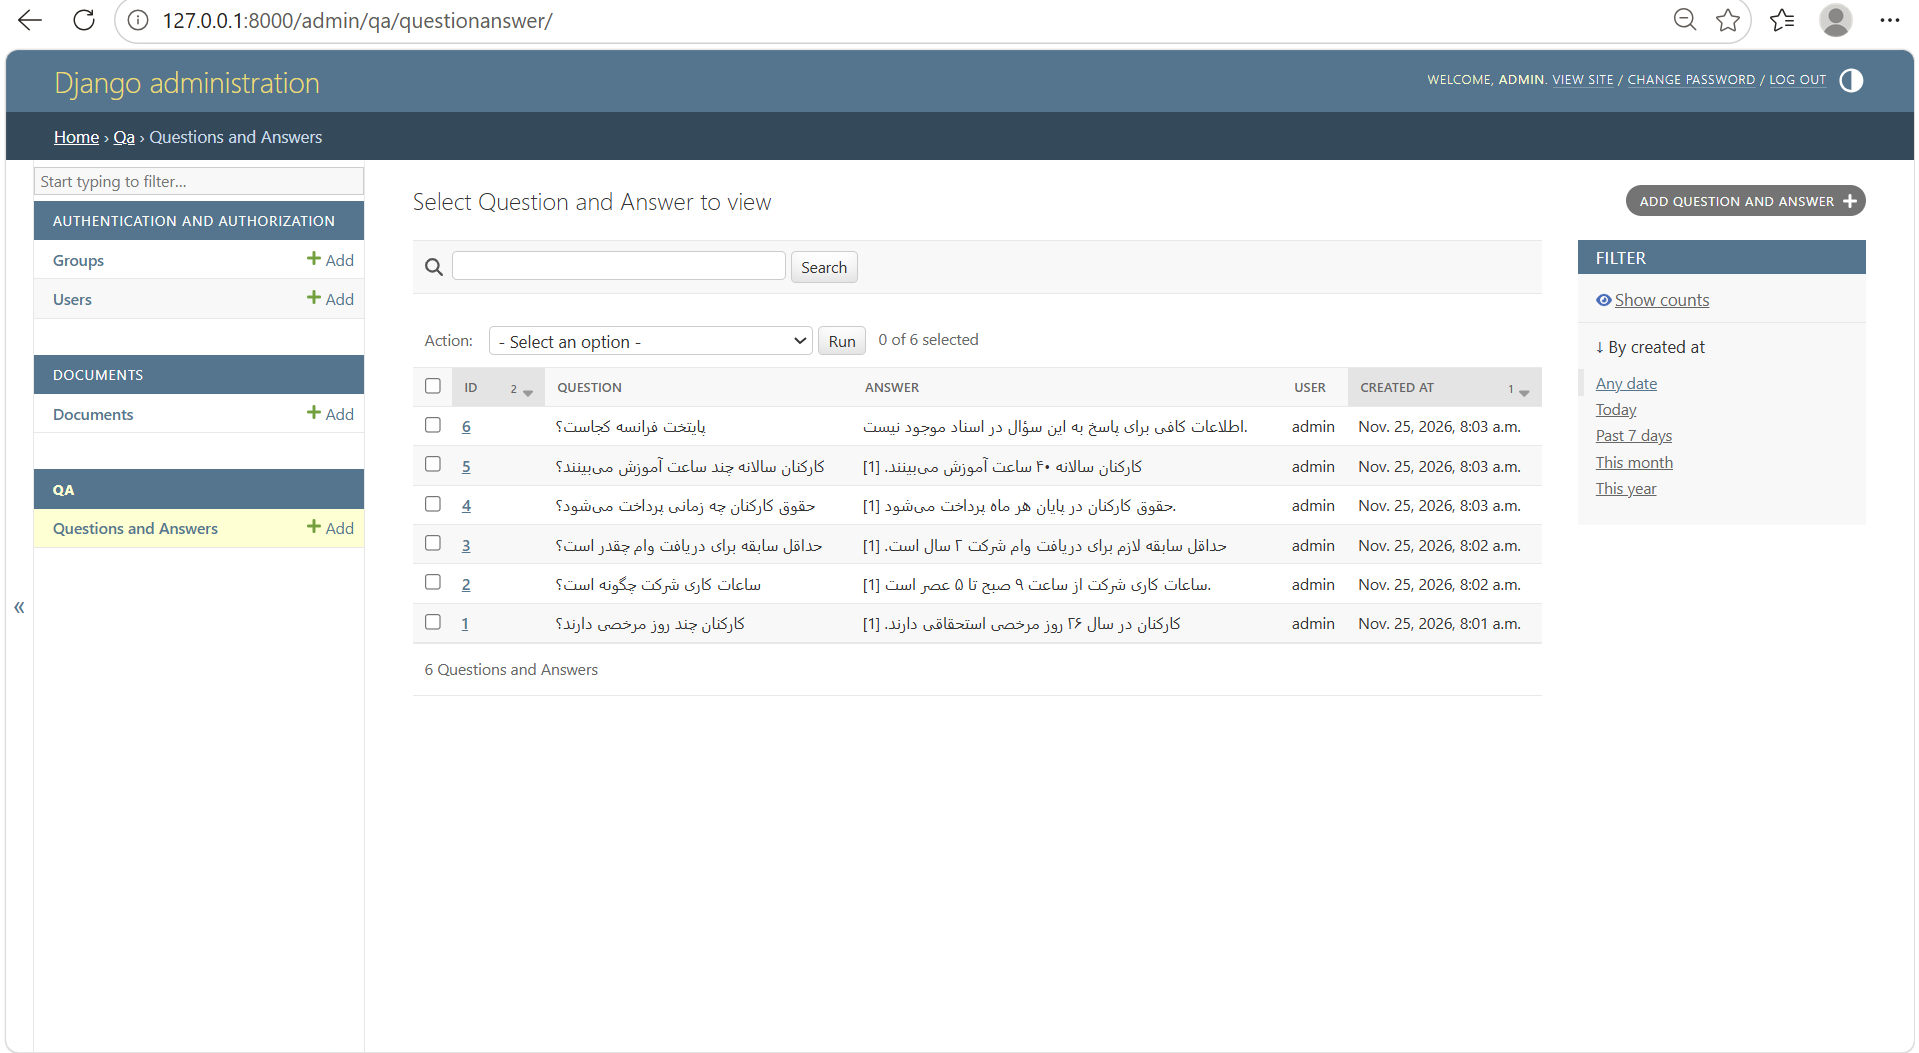 127.0.0.1:8000/admin/qa/questionanswer/
Django administration
WELCOME, ADMIN. VIEW SITE / CHANGE PASSWORD / LOG OUT
Home › Qa › Questions and Answers
Start typing to filter...
AUTHENTICATION AND AUTHORIZATION
Groups + Add
Users + Add
DOCUMENTS
Documents + Add
QA
Questions and Answers + Add
«
Select Question and Answer to view
ADD QUESTION AND ANSWER +
Search
Action: - Select an option - Run 0 of 6 selected
ID 2 QUESTION ANSWER USER CREATED AT 1
6 پایتخت فرانسه کجاست؟ اطلاعات کافی برای پاسخ به این سؤال در اسناد موجود نیست. admin Nov. 25, 2026, 8:03 a.m.
5 کارکنان سالانه چند ساعت آموزش می‌بینند؟ کارکنان سالانه ۴۰ ساعت آموزش می‌بینند. [1] admin Nov. 25, 2026, 8:03 a.m.
4 حقوق کارکنان چه زمانی پرداخت می‌شود؟ حقوق کارکنان در پایان هر ماه پرداخت می‌شود [1]. admin Nov. 25, 2026, 8:03 a.m.
3 حداقل سابقه برای دریافت وام چقدر است؟ حداقل سابقه لازم برای دریافت وام شرکت ۲ سال است. [1] admin Nov. 25, 2026, 8:02 a.m.
2 ساعات کاری شرکت چگونه است؟ ساعات کاری شرکت از ساعت ۹ صبح تا ۵ عصر است [1]. admin Nov. 25, 2026, 8:02 a.m.
1 کارکنان چند روز مرخصی دارند؟ کارکنان در سال ۲۶ روز مرخصی استحقاقی دارند. [1] admin Nov. 25, 2026, 8:01 a.m.
6 Questions and Answers
FILTER
Show counts
↓ By created at
Any date
Today
Past 7 days
This month
This year